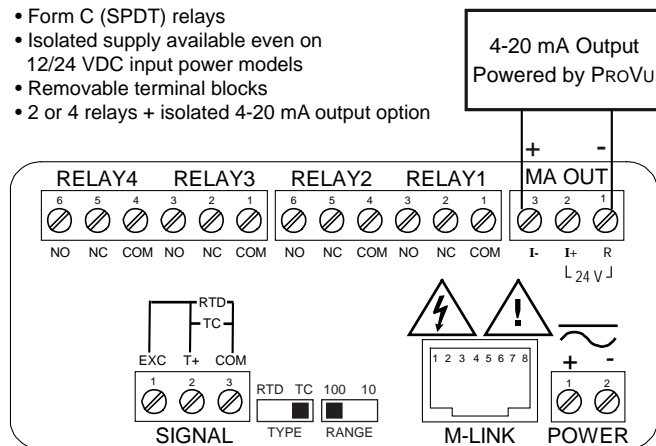 • Form C (SPDT) relays
• Isolated supply available even on
12/24 VDC input power models
• Removable terminal blocks
• 2 or 4 relays + isolated 4-20 mA output option
4-20 mA Output
Powered by PROVU
+ -
RELAY4 RELAY3 RELAY2 RELAY1 MA OUT
6 5 4 3 2 1 6 5 4 3 2 1 3 2 1
NO NC COM NO NC COM NO NC COM NO NC COM I- I+ R
24 V
RTD
TC
EXC T+ COM
1 2 3
RTD TC 100 10
TYPE RANGE
SIGNAL
!
1 2 3 4 5 6 7 8
M-LINK
+ -
1 2
POWER